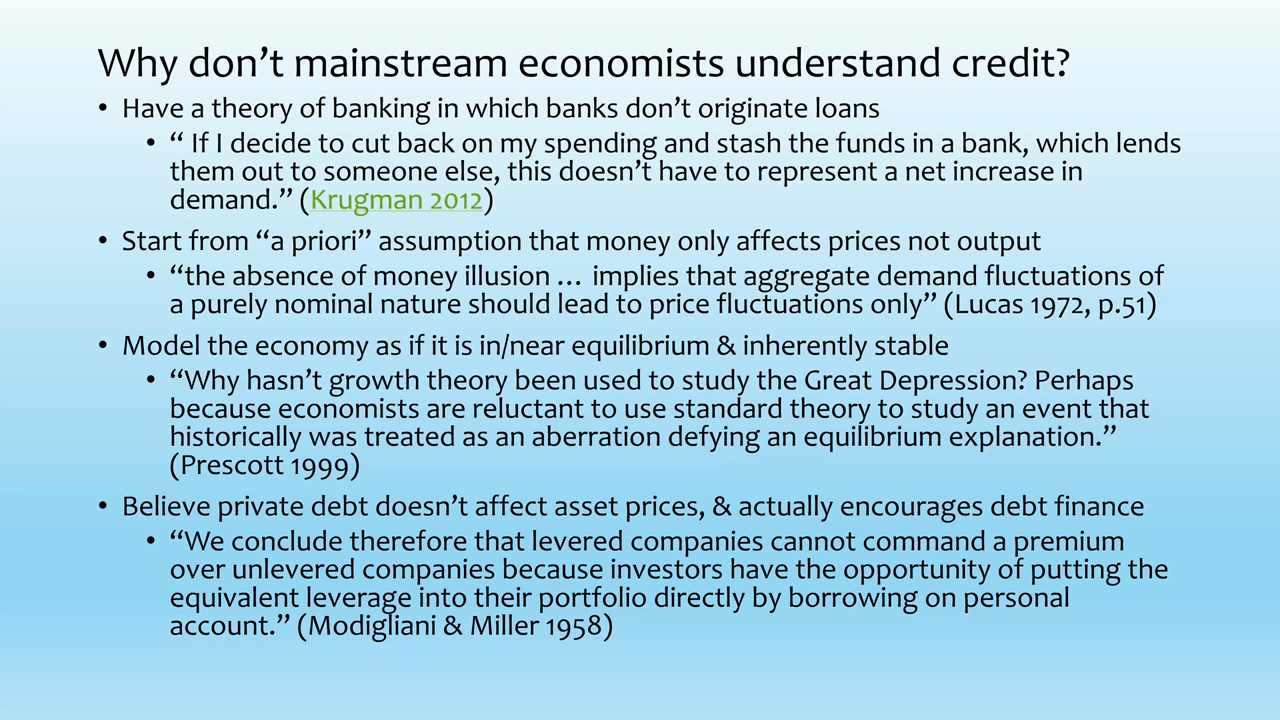 Why don’t mainstream economists understand credit?
• Have a theory of banking in which banks don’t originate loans
• “ If I decide to cut back on my spending and stash the funds in a bank, which lends
them out to someone else, this doesn’t have to represent a net increase in
demand.” (Krugman 2012)
• Start from “a priori” assumption that money only affects prices not output
• “the absence of money illusion … implies that aggregate demand fluctuations of
a purely nominal nature should lead to price fluctuations only” (Lucas 1972, p.51)
• Model the economy as if it is in/near equilibrium & inherently stable
• “Why hasn’t growth theory been used to study the Great Depression? Perhaps
because economists are reluctant to use standard theory to study an event that
historically was treated as an aberration defying an equilibrium explanation.”
(Prescott 1999)
• Believe private debt doesn’t affect asset prices, & actually encourages debt finance
• “We conclude therefore that levered companies cannot command a premium
over unlevered companies because investors have the opportunity of putting the
equivalent leverage into their portfolio directly by borrowing on personal
account.” (Modigliani & Miller 1958)